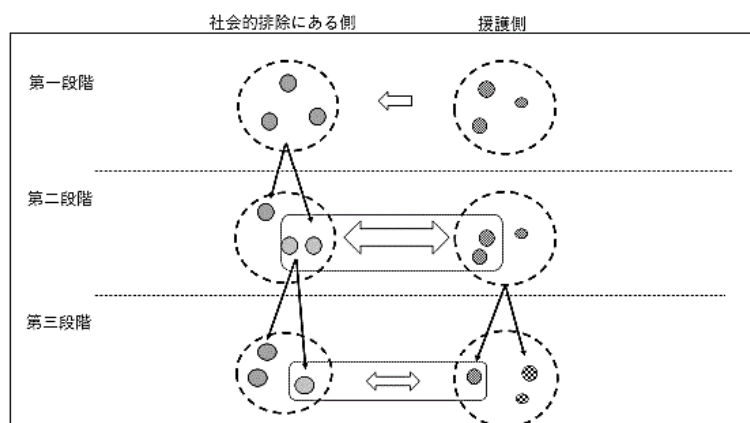 社会的排除にある側
援護側
第一段階
第二段階
第三段階